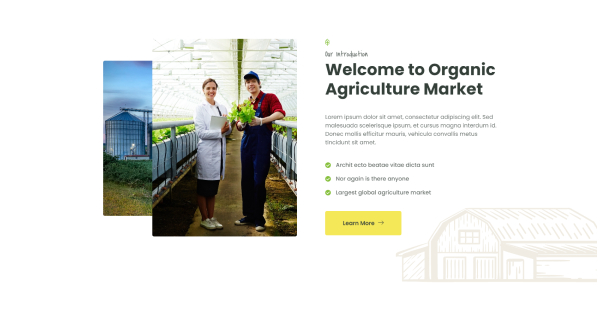 Our Introduction
Welcome to Organic
Agriculture Market
Lorem ipsum dolor sit amet, consectetur adipiscing elit. Sed
malesuada scelerisque ipsum, et cursus magna interdum id.
Donec mollis efficitur mauris, vehicula convallis metus
tincidunt sit amet.
Archit ecto beatae vitae dicta sunt
Nor again is there anyone
Largest global agriculture market
Learn More